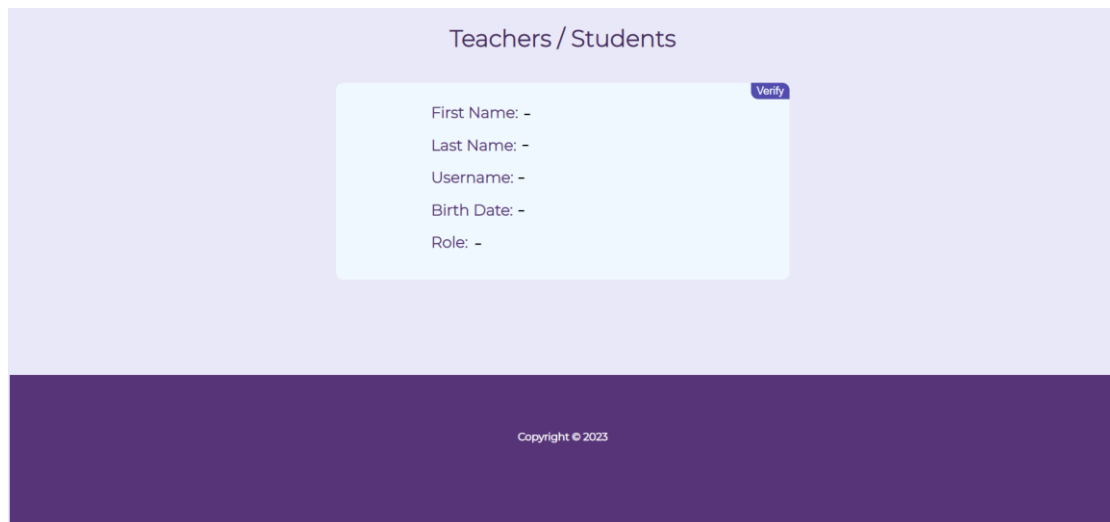 Teachers / Students
Verify
First Name: -
Last Name: -
Username: -
Birth Date: -
Role: -
Copyright © 2023